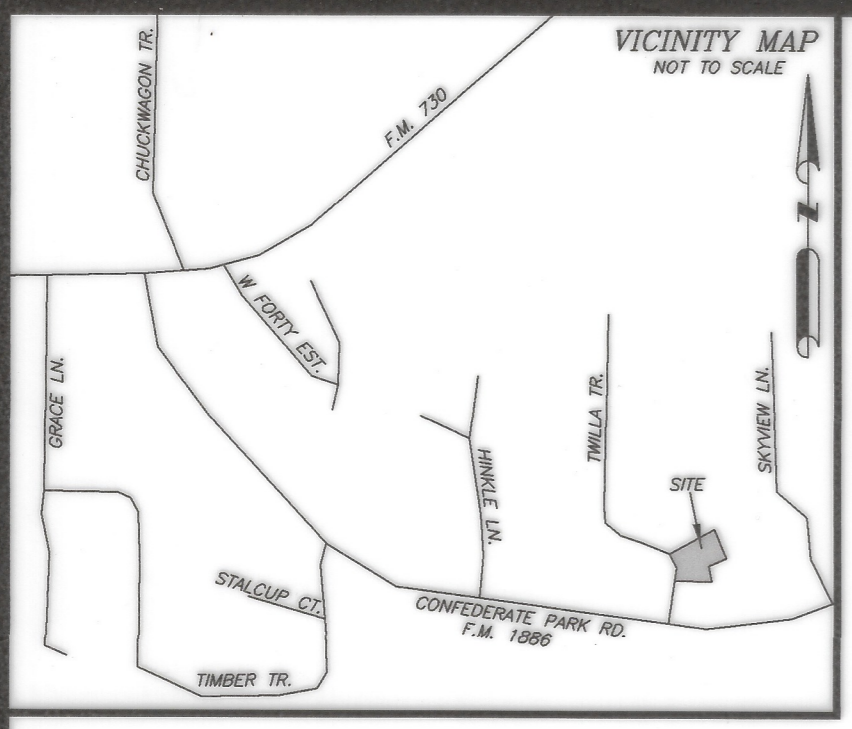 VICINITY MAP
NOT TO SCALE
CHUCKWAGON TR.
F.M. 730
N
W FORTY EST.
GRACE LN.
TWILLA TR.
SKYVIEW LN.
HINKLE LN.
SITE
STALCUP CT.
CONFEDERATE PARK RD.
F.M. 1886
TIMBER TR.